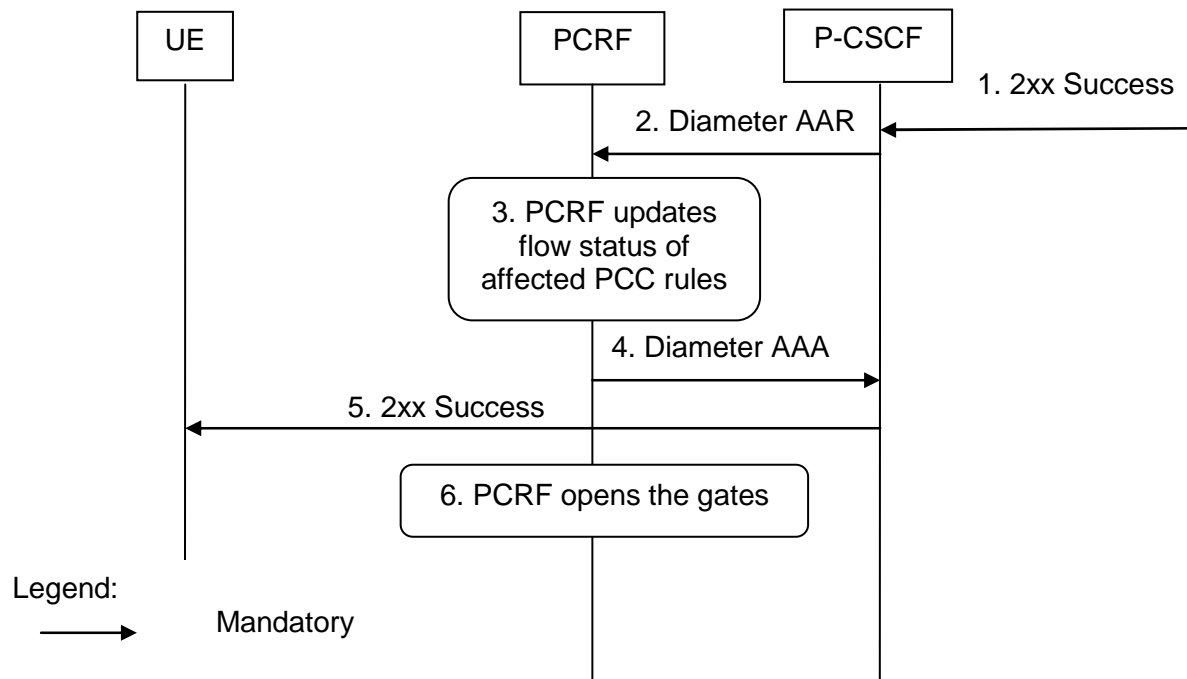 UE
PCRF
P-CSCF
1. 2xx Success
2. Diameter AAR
3. PCRF updates
flow status of
affected PCC rules
4. Diameter AAA
5. 2xx Success
6. PCRF opens the gates
Legend:
Mandatory